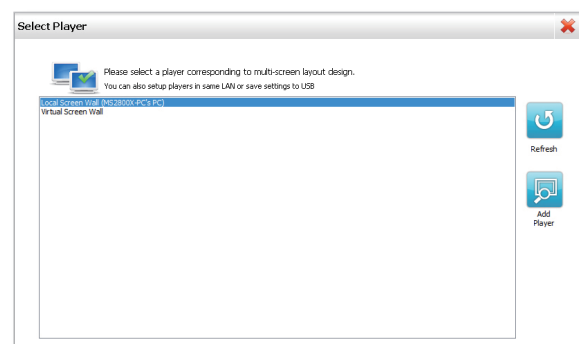 Select Player
Please select a player corresponding to multi-screen layout design.
You can also setup players in same LAN or save settings to USB
Local Screen Wall (MS2800X-PC's PC)
Virtual Screen Wall
Refresh
Add
Player